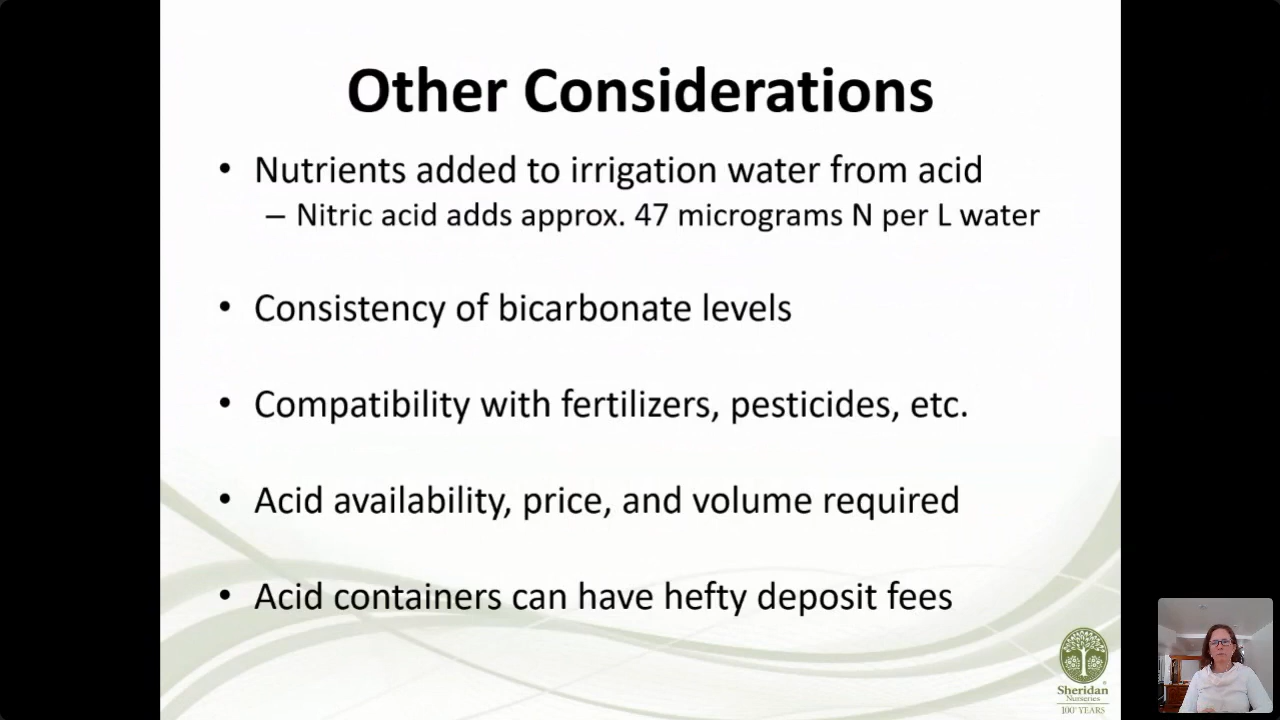 Other Considerations
• Nutrients added to irrigation water from acid
– Nitric acid adds approx. 47 micrograms N per L water
• Consistency of bicarbonate levels
• Compatibility with fertilizers, pesticides, etc.
• Acid availability, price, and volume required
• Acid containers can have hefty deposit fees
Sheridan
Nurseries
100+ YEARS